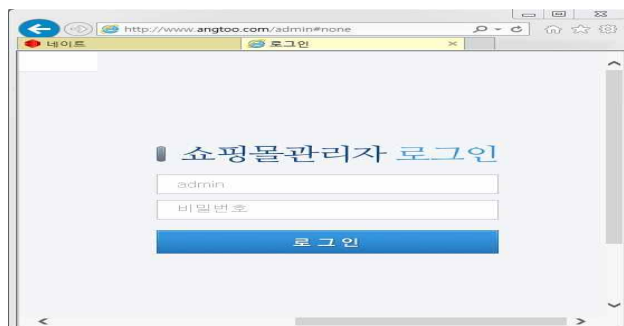 http://www.angtoo.com/admin#none
네이트
로그인
쇼핑몰관리자 로그인
admin
비밀번호
로그인